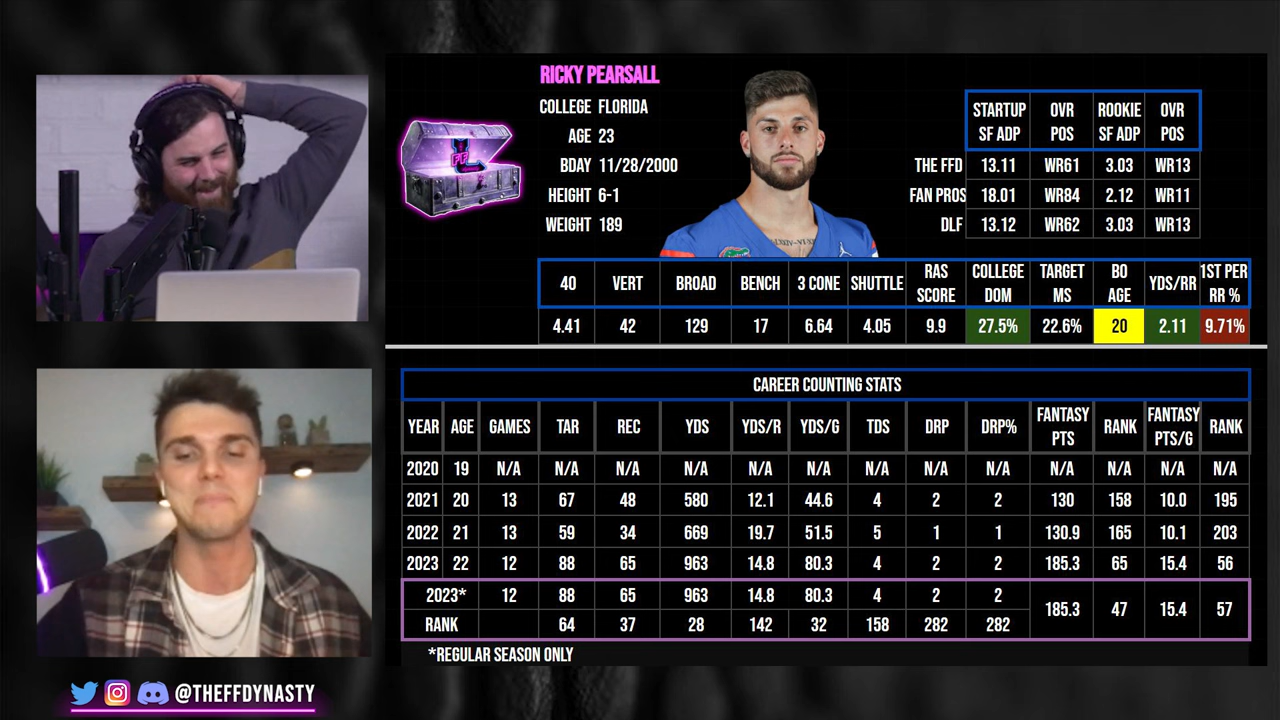 RICKY PEARSALL
COLLEGE FLORIDA
AGE 23
BDAY 11/28/2000
HEIGHT 6-1
WEIGHT 189
FF
STARTUP SF ADP OVR POS ROOKIE SF ADP OVR POS
THE FFD 13.11 WR61 3.03 WR13
FAN PROS 18.01 WR84 2.12 WR11
DLF 13.12 WR62 3.03 WR13
40 VERT BROAD BENCH 3 CONE SHUTTLE RAS SCORE COLLEGE DOM TARGET MS BO AGE YDS/RR 1ST PER RR %
4.41 42 129 17 6.64 4.05 9.9 27.5% 22.6% 20 2.11 9.71%
CAREER COUNTING STATS
YEAR AGE GAMES TAR REC YDS YDS/R YDS/G TDS DRP DRP% FANTASY PTS RANK FANTASY PTS/G RANK
2020 19 N/A N/A N/A N/A N/A N/A N/A N/A N/A N/A N/A N/A N/A
2021 20 13 67 48 580 12.1 44.6 4 2 2 130 158 10.0 195
2022 21 13 59 34 669 19.7 51.5 5 1 1 130.9 165 10.1 203
2023 22 12 88 65 963 14.8 80.3 4 2 2 185.3 65 15.4 56
2023* 12 88 65 963 14.8 80.3 4 2 2 185.3 47 15.4 57
RANK 64 37 28 142 32 158 282 282
*REGULAR SEASON ONLY
@THEFFDYNASTY